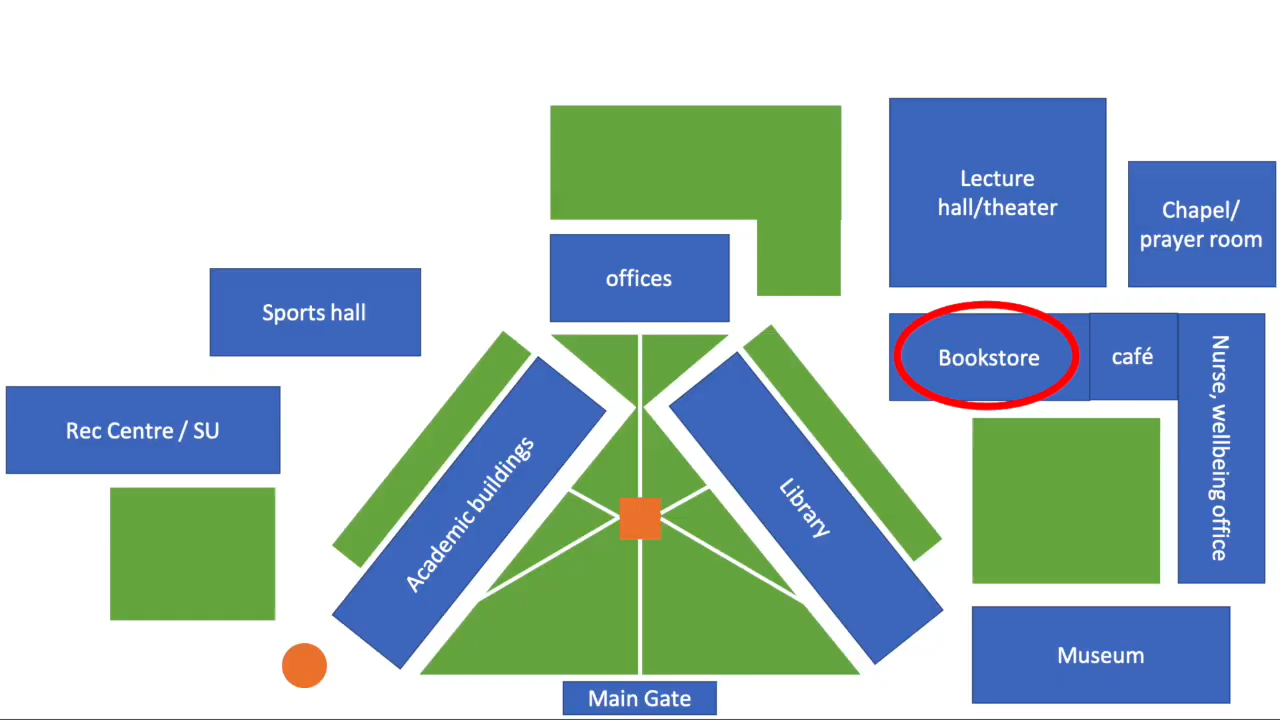 Lecture
hall/theater
Chapel/
prayer room
offices
Sports hall
Bookstore
café
Nurse, wellbeing office
Rec Centre / SU
Academic buildings
Library
Museum
Main Gate